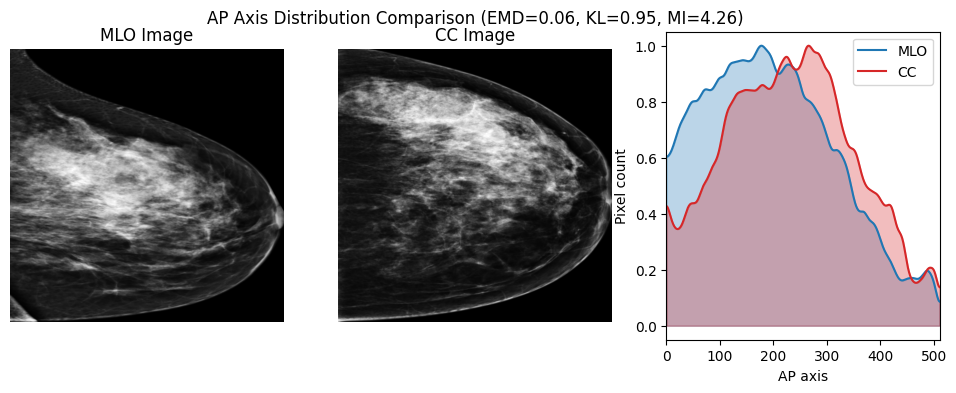 AP Axis Distribution Comparison (EMD=0.06, KL=0.95, MI=4.26)
MLO Image
CC Image
MLO
CC
Pixel count
1.0
0.8
0.6
0.4
0.2
0.0
0 100 200 300 400 500
AP axis